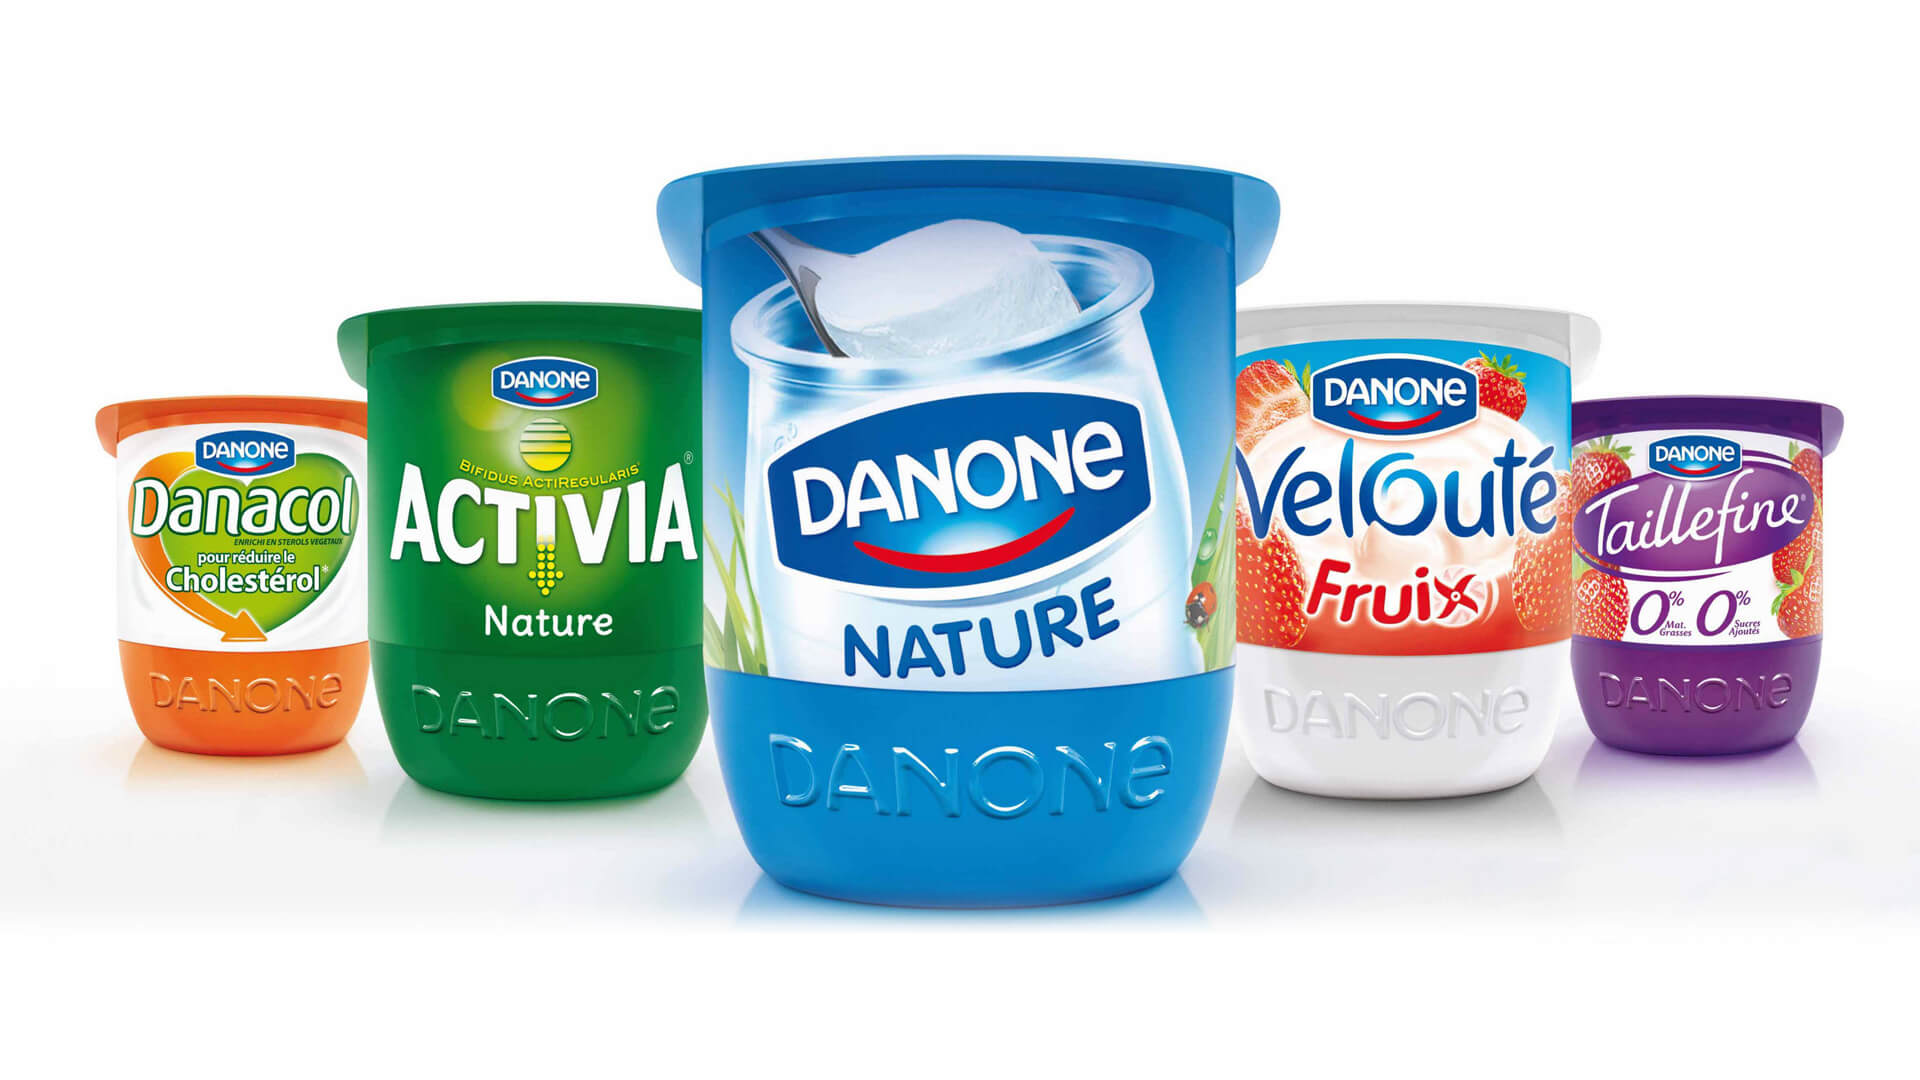 DANONE
Danacol
ENRICHI EN STEROLS VEGETAUX
pour réduire le
Cholestérol*
DANONE
DANONE
BIFIDUS ACTIREGULARIS®
ACTIVIA®
Nature
DANONE
DANONE
NATURE
DANONE
DANONE
Velouté
Fruix
DANONE
DANONE
Taillefine®
0% Mat. Grasses 0% Sucres Ajoutés
DANONE